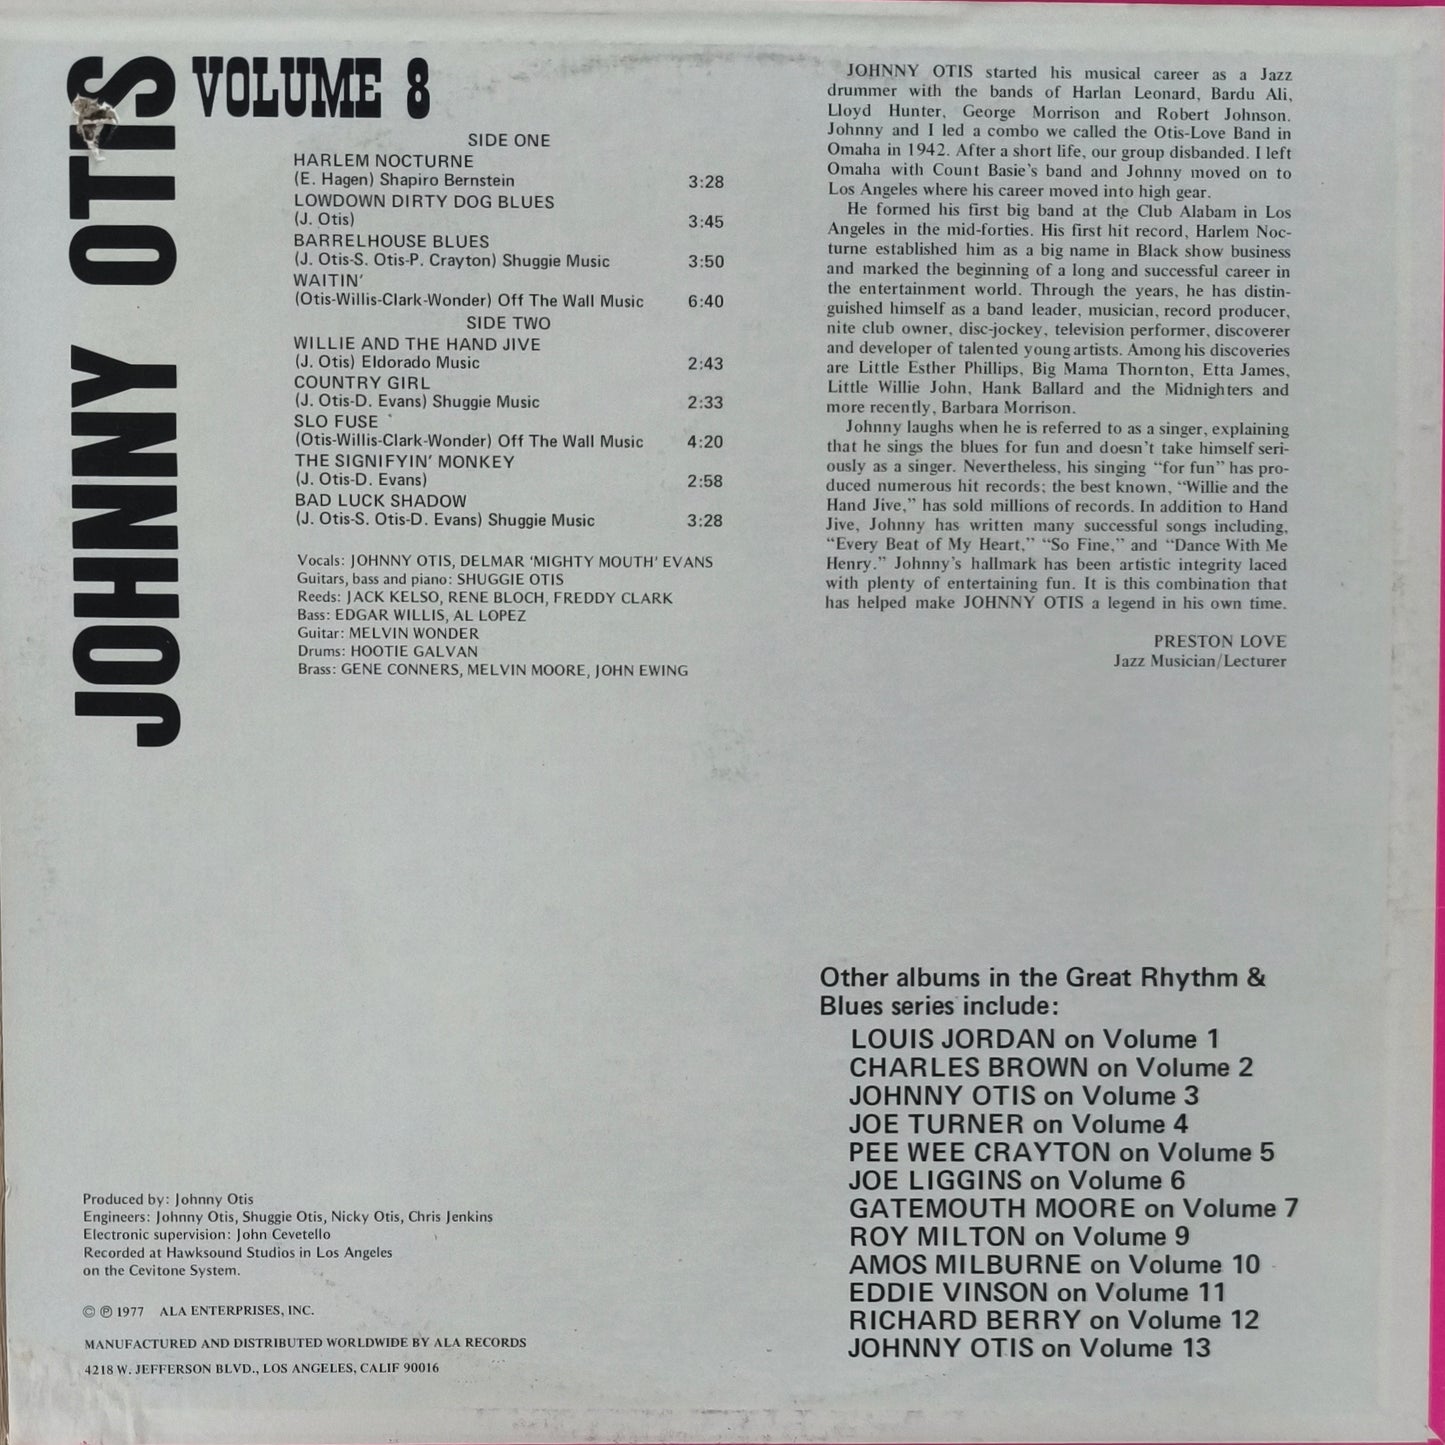 JOHNNY OTIS
VOLUME 8
SIDE ONE
HARLEM NOCTURNE
(E. Hagen) Shapiro Bernstein 3:28
LOWDOWN DIRTY DOG BLUES
(J. Otis) 3:45
BARRELHOUSE BLUES
(J. Otis-S. Otis-P. Crayton) Shuggie Music 3:50
WAITIN'
(Otis-Willis-Clark-Wonder) Off The Wall Music 6:40
SIDE TWO
WILLIE AND THE HAND JIVE
(J. Otis) Eldorado Music 2:43
COUNTRY GIRL
(J. Otis-D. Evans) Shuggie Music 2:33
SLO FUSE
(Otis-Willis-Clark-Wonder) Off The Wall Music 4:20
THE SIGNIFYIN' MONKEY
(J. Otis-D. Evans) 2:58
BAD LUCK SHADOW
(J. Otis-S. Otis-D. Evans) Shuggie Music 3:28
Vocals: JOHNNY OTIS, DELMAR 'MIGHTY MOUTH' EVANS
Guitars, bass and piano: SHUGGIE OTIS
Reeds: JACK KELSO, RENE BLOCH, FREDDY CLARK
Bass: EDGAR WILLIS, AL LOPEZ
Guitar: MELVIN WONDER
Drums: HOOTIE GALVAN
Brass: GENE CONNERS, MELVIN MOORE, JOHN EWING
JOHNNY OTIS started his musical career as a Jazz
drummer with the bands of Harlan Leonard, Bardu Ali,
Lloyd Hunter, George Morrison and Robert Johnson.
Johnny and I led a combo we called the Otis-Love Band in
Omaha in 1942. After a short life, our group disbanded. I left
Omaha with Count Basie's band and Johnny moved on to
Los Angeles where his career moved into high gear.
He formed his first big band at the Club Alabam in Los
Angeles in the mid-forties. His first hit record, Harlem Noc-
turne established him as a big name in Black show business
and marked the beginning of a long and successful career in
the entertainment world. Through the years, he has distin-
guished himself as a band leader, musician, record producer,
nite club owner, disc-jockey, television performer, discoverer
and developer of talented young artists. Among his discoveries
are Little Esther Phillips, Big Mama Thornton, Etta James,
Little Willie John, Hank Ballard and the Midnighters and
more recently, Barbara Morrison.
Johnny laughs when he is referred to as a singer, explaining
that he sings the blues for fun and doesn't take himself seri-
ously as a singer. Nevertheless, his singing "for fun" has pro-
duced numerous hit records; the best known, "Willie and the
Hand Jive," has sold millions of records. In addition to Hand
Jive, Johnny has written many successful songs including,
"Every Beat of My Heart," "So Fine," and "Dance With Me
Henry." Johnny's hallmark has been artistic integrity laced
with plenty of entertaining fun. It is this combination that
has helped make JOHNNY OTIS a legend in his own time.
PRESTON LOVE
Jazz Musician/Lecturer
Other albums in the Great Rhythm &
Blues series include:
LOUIS JORDAN on Volume 1
CHARLES BROWN on Volume 2
JOHNNY OTIS on Volume 3
JOE TURNER on Volume 4
PEE WEE CRAYTON on Volume 5
JOE LIGGINS on Volume 6
GATEMOUTH MOORE on Volume 7
ROY MILTON on Volume 9
AMOS MILBURNE on Volume 10
EDDIE VINSON on Volume 11
RICHARD BERRY on Volume 12
JOHNNY OTIS on Volume 13
Produced by: Johnny Otis
Engineers: Johnny Otis, Shuggie Otis, Nicky Otis, Chris Jenkins
Electronic supervision: John Cevetello
Recorded at Hawksound Studios in Los Angeles
on the Cevitone System.
© ℗ 1977 ALA ENTERPRISES, INC.
MANUFACTURED AND DISTRIBUTED WORLDWIDE BY ALA RECORDS
4218 W. JEFFERSON BLVD., LOS ANGELES, CALIF 90016